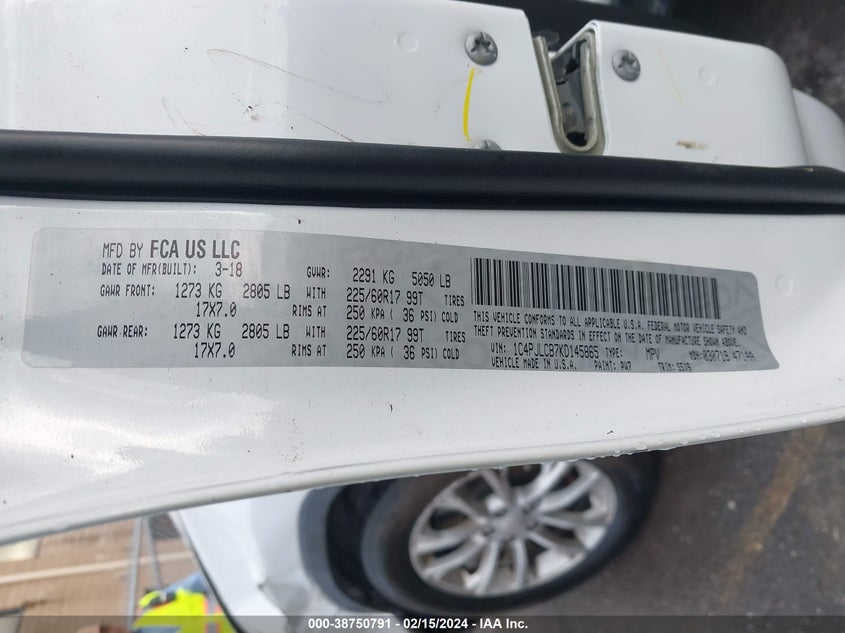 MFD BY FCA US LLC
DATE OF MFR(BUILT): 3-18 GVWR: 2291 KG 5050 LB
GAWR FRONT: 1273 KG 2805 LB WITH 225/60R17 99T TIRES
17X7.0 RIMS AT 250 KPA ( 36 PSI) COLD
GAWR REAR: 1273 KG 2805 LB WITH 225/60R17 99T TIRES
17X7.0 RIMS AT 250 KPA ( 36 PSI) COLD
THIS VEHICLE CONFORMS TO ALL APPLICABLE U.S.A. FEDERAL MOTOR VEHICLE SAFETY AND
THEFT PREVENTION STANDARDS IN EFFECT ON THE DATE OF MANUFACTURE SHOWN ABOVE.
VIN: 1C4PJLCB7KD145865 TYPE: MPV MDH:
VEHICLE MADE IN U.S.A. PAINT: PW7 TRIM:
000-38750791 - 02/15/2024 - IAA Inc.